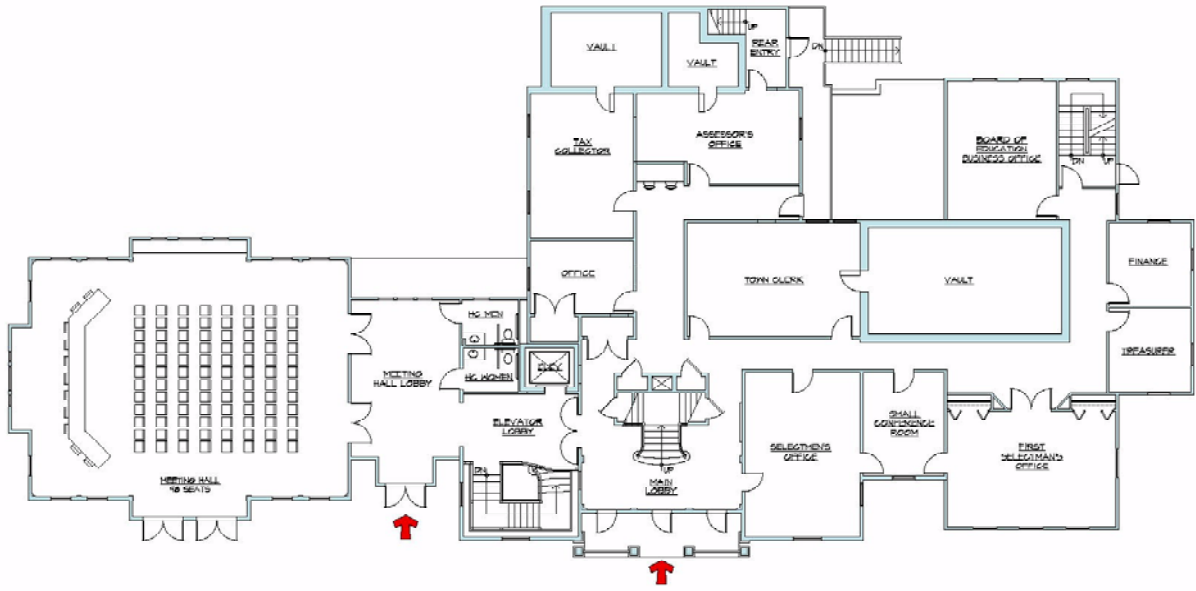 VAULT
VAULT
UP
REAR
ENTRY
DN
TAX
COLLECTOR
ASSESSOR'S
OFFICE
BOARD OF
EDUCATION
BUSINESS OFFICE
DN
UP
OFFICE
TOWN CLERK
VAULT
FINANCE
HC MEN
TREASURER
MEETING
HALL LOBBY
HC WOMEN
ELEV.
ELEVATOR
LOBBY
DN
UP
MAIN
LOBBY
SELECTMEN'S
OFFICE
SMALL
CONFERENCE
ROOM
FIRST
SELECTMAN'S
OFFICE
MEETING HALL
SEATS